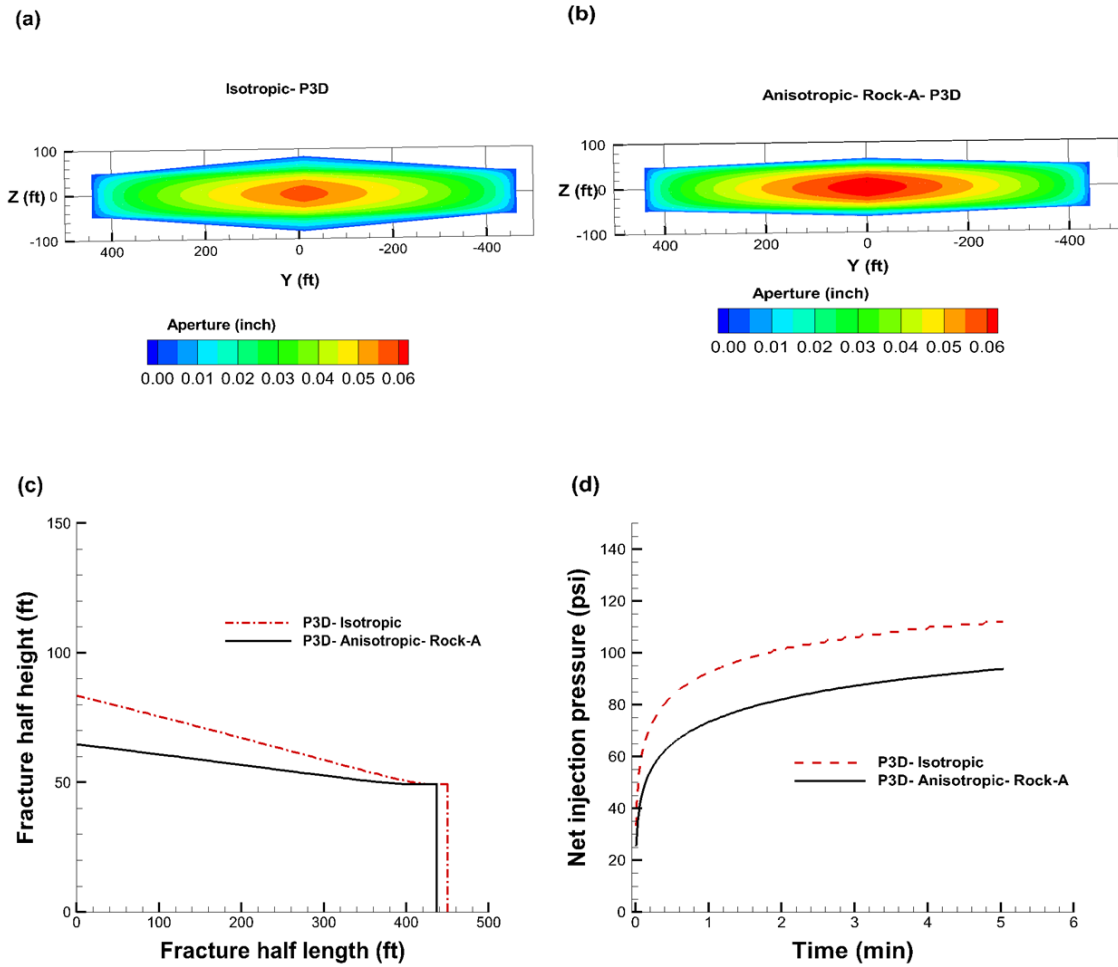 (a)
Isotropic- P3D
100
Z (ft)
0
-100
400
200
0
-200
-400
Y (ft)
Aperture (inch)
0.00 0.01 0.02 0.03 0.04 0.05 0.06
(b)
Anisotropic- Rock-A- P3D
100
Z (ft)
0
-100
400
200
0
-200
-400
Y (ft)
Aperture (inch)
0.00 0.01 0.02 0.03 0.04 0.05 0.06
(c)
150
100
50
0
Fracture half height (ft)
P3D- Isotropic
P3D- Anisotropic- Rock-A
0 100 200 300 400 500
Fracture half length (ft)
(d)
140
120
100
80
60
40
20
0
Net injection pressure (psi)
P3D- Isotropic
P3D- Anisotropic- Rock-A
0 1 2 3 4 5 6
Time (min)